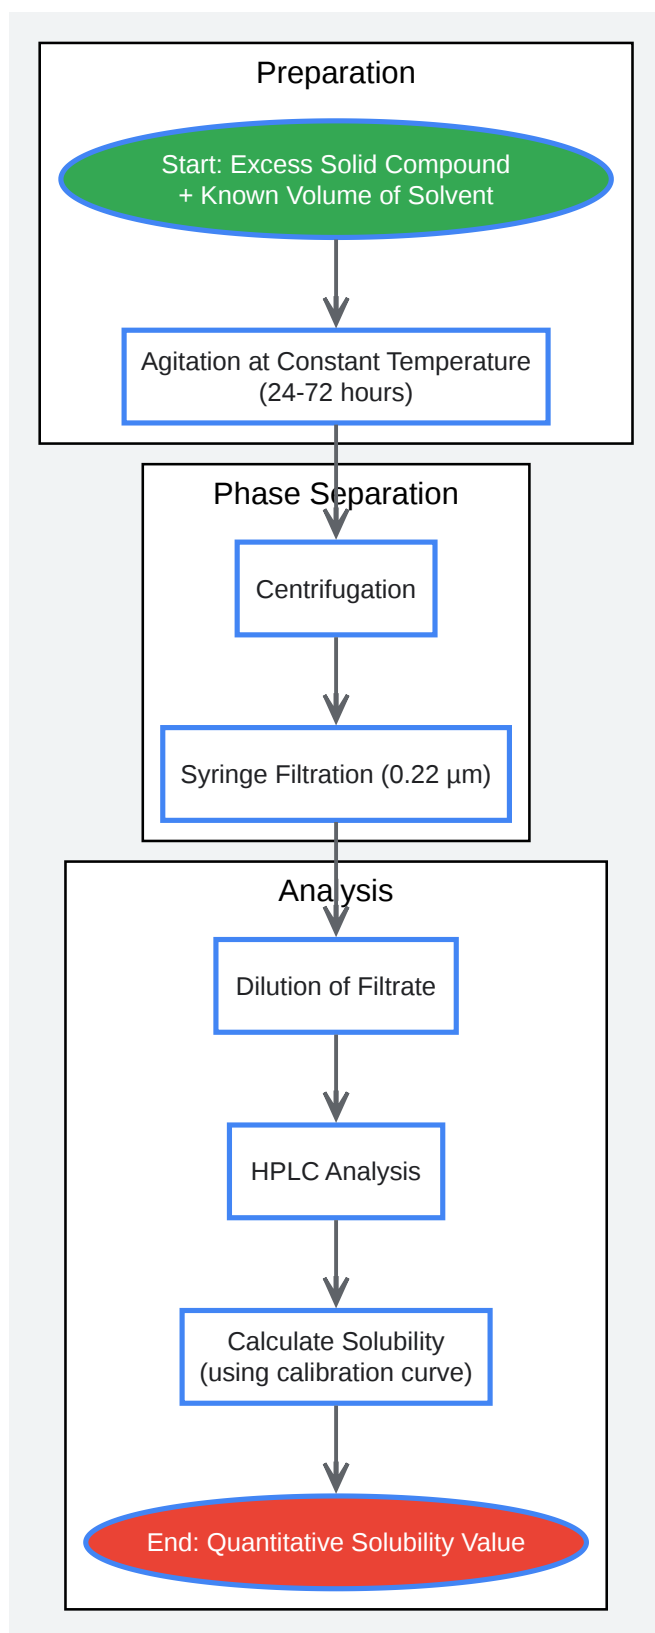 Preparation
Start: Excess Solid Compound
+ Known Volume of Solvent
Agitation at Constant Temperature
(24-72 hours)
Phase Separation
Centrifugation
Syringe Filtration (0.22 µm)
Analysis
Dilution of Filtrate
HPLC Analysis
Calculate Solubility
(using calibration curve)
End: Quantitative Solubility Value